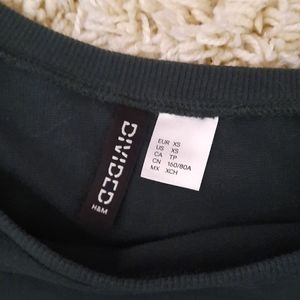 DIVIDED
H&M
EUR XS
US XS
CA TP
CN 160/80A
MX XCH